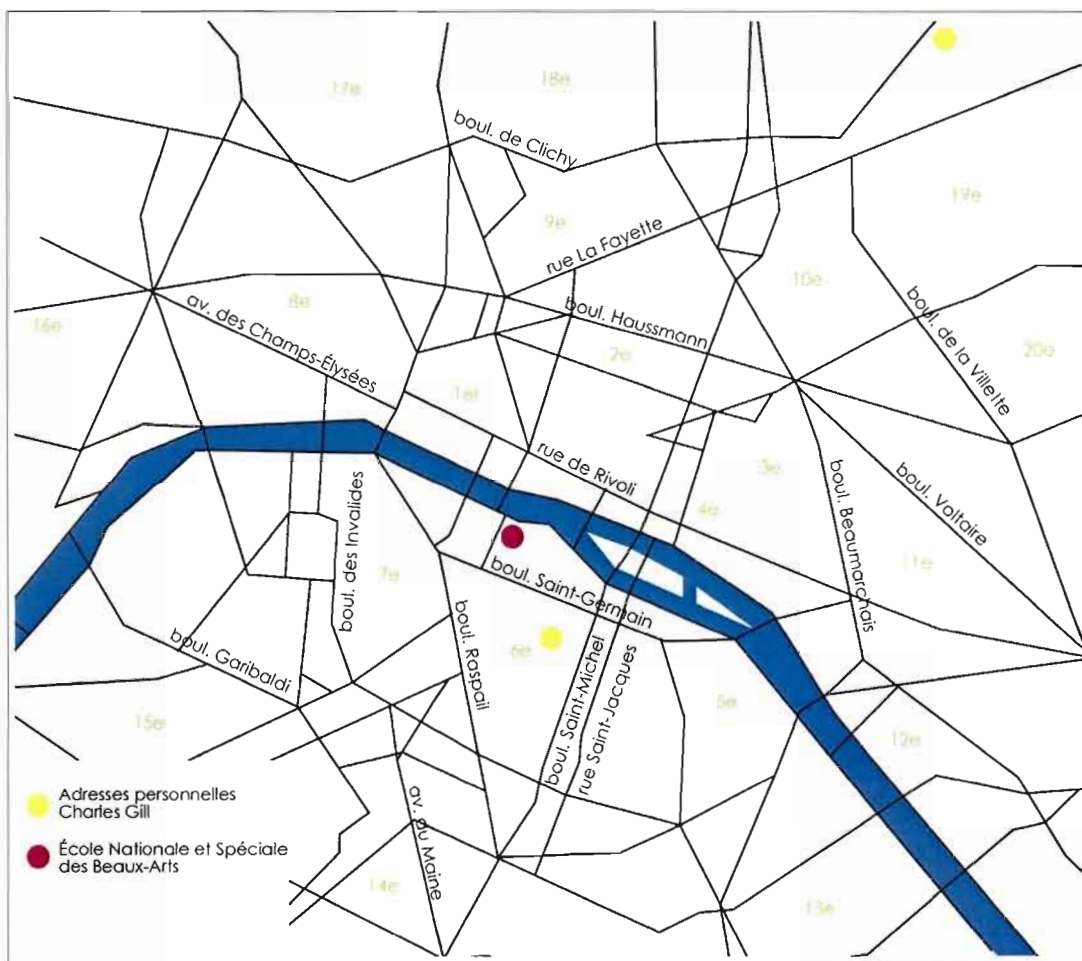 17e
18e
boul. de Clichy
19e
9e
rue La Fayette
10e
8e
16e
av. des Champs-Élysées
boul. Haussmann
boul. de la Villette
2e
20e
1er
rue de Rivoli
3e
4e
boul. Beaumarchais
boul. Voltaire
11e
boul. des Invalides
7e
boul. Saint-Germain
boul. Raspail
6e
boul. Garibaldi
boul. Saint-Michel
rue Saint-Jacques
5e
15e
12e
av. du Maine
14e
13e
Adresses personnelles
Charles Gill
École Nationale et Spéciale
des Beaux-Arts